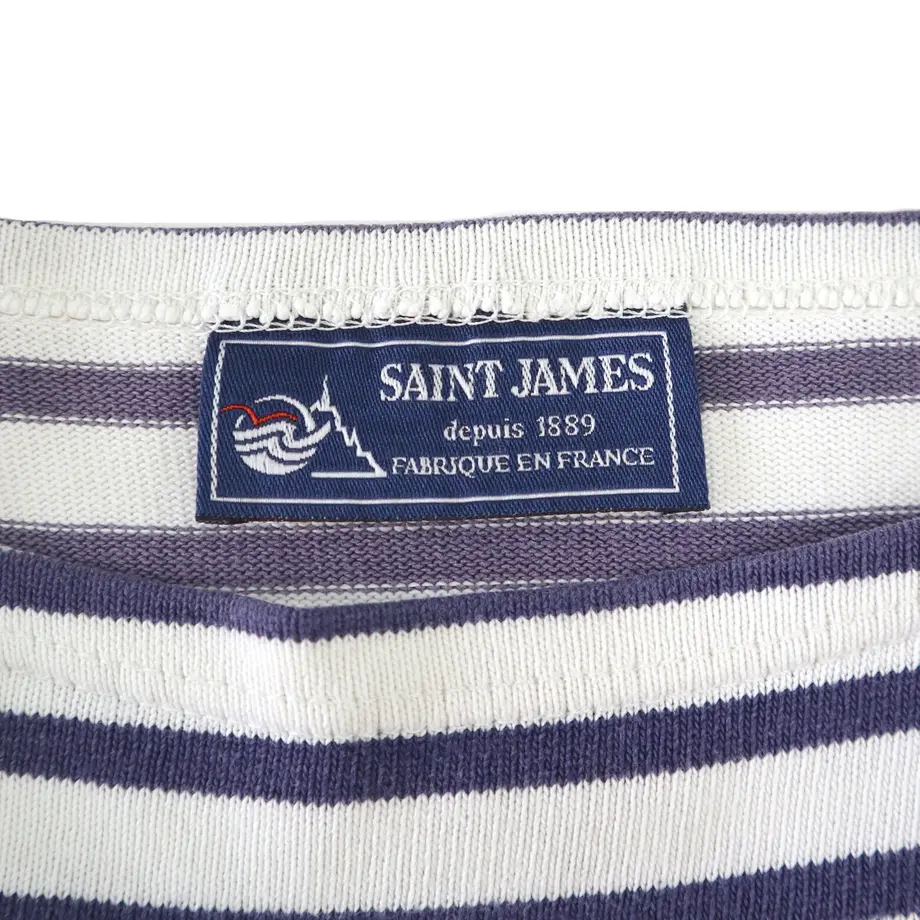 SAINT JAMES
depuis 1889
FABRIQUE EN FRANCE